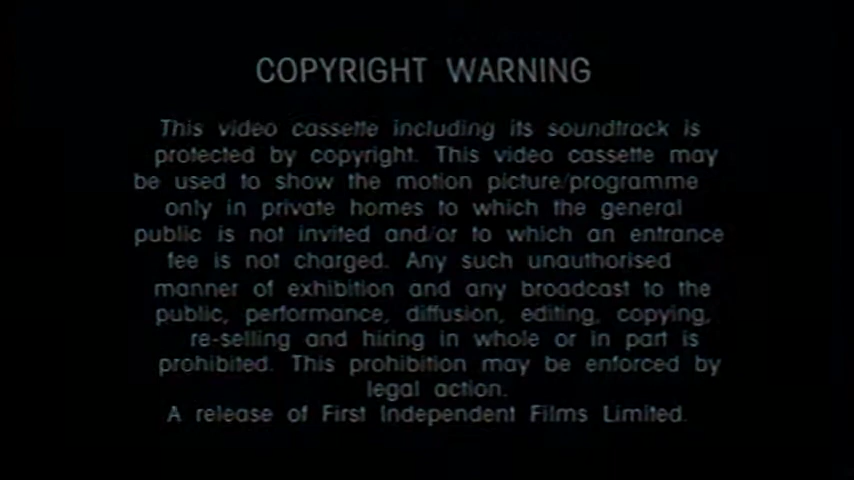 COPYRIGHT WARNING
This video cassette including its soundtrack is
protected by copyright. This video cassette may
be used to show the motion picture/programme
only in private homes to which the general
public is not invited and/or to which an entrance
fee is not charged. Any such unauthorised
manner of exhibition and any broadcast to the
public, performance, diffusion, editing, copying,
re-selling and hiring in whole or in part is
prohibited. This prohibition may be enforced by
legal action.
A release of First Independent Films Limited.